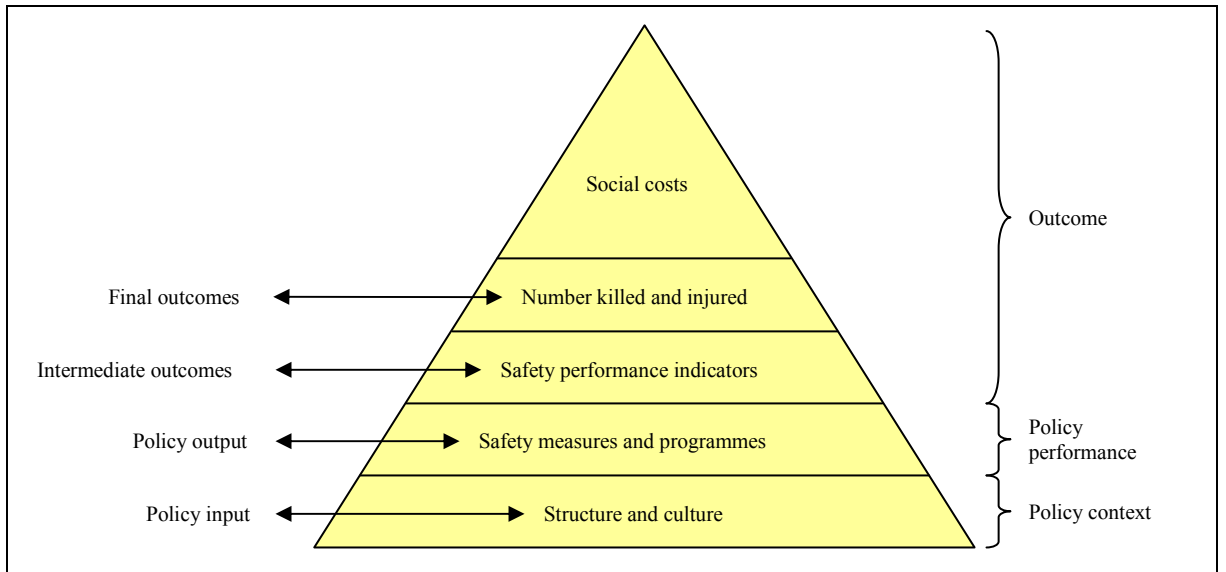 Social costs
Outcome
Final outcomes
Number killed and injured
Intermediate outcomes
Safety performance indicators
Policy output
Safety measures and programmes
Policy
performance
Policy input
Structure and culture
Policy context